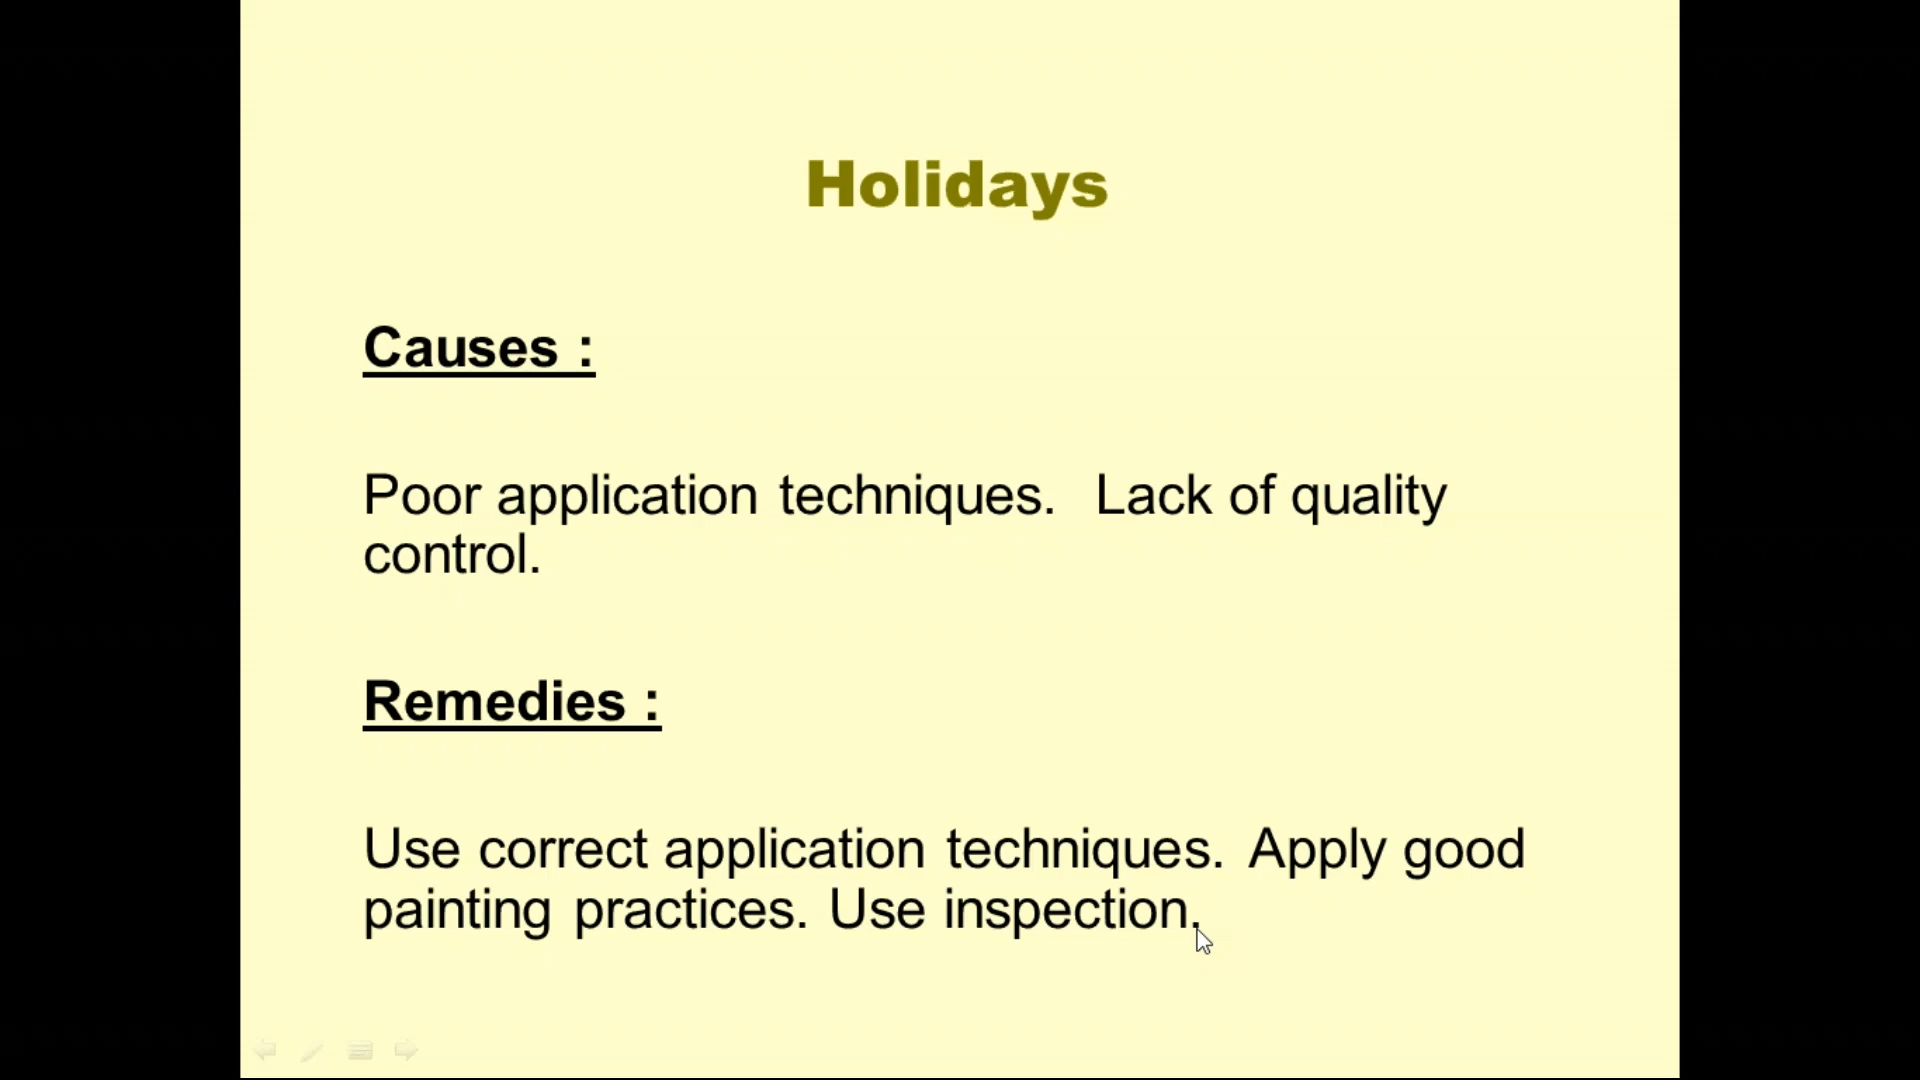 Holidays
Causes :
Poor application techniques. Lack of quality
control.
Remedies :
Use correct application techniques. Apply good
painting practices. Use inspection.